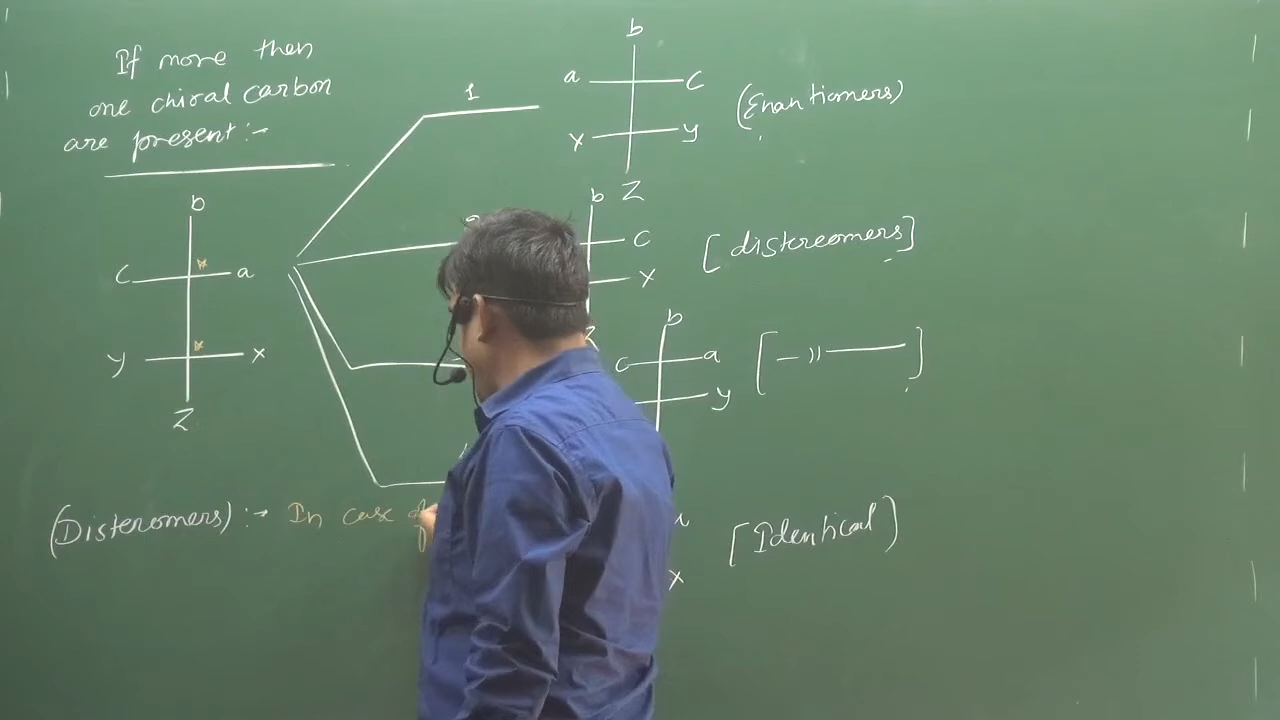 If more then
one chiral carbon
are present :-
b
C a
y x
Z
1
b
a C
x y
Z
(Enantiomers)
b
C
x
[distereomers]
b
C a
y
[ - )) - ]
x
[Identical)
(Disteromers) :→ In case of